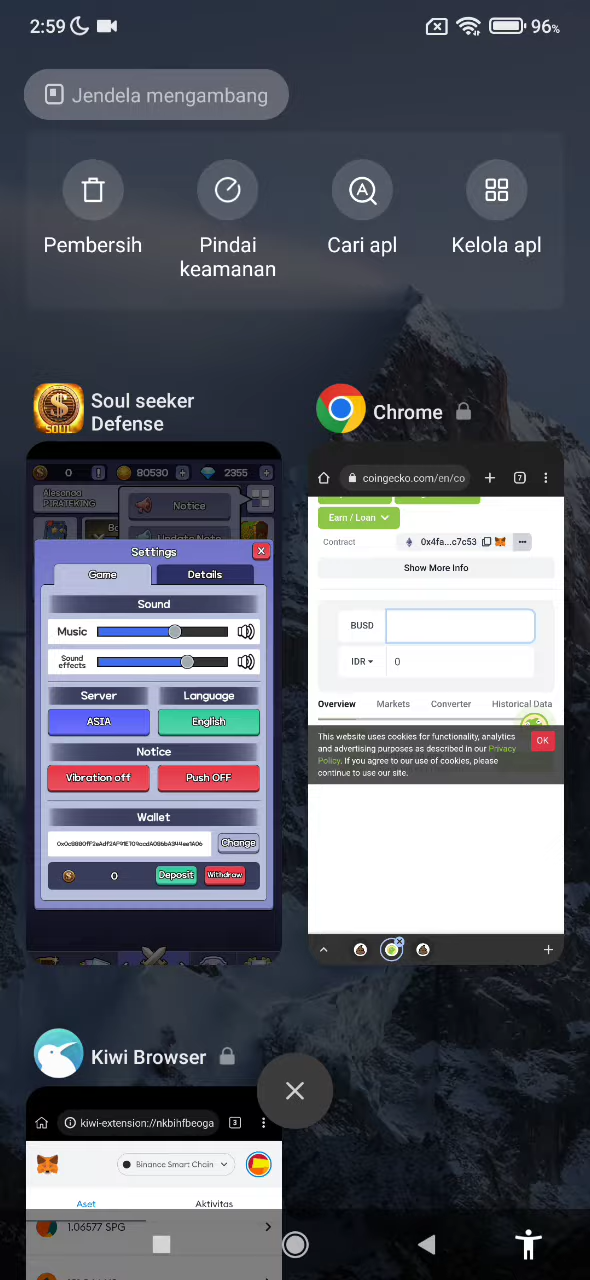 2:59
96%
Jendela mengambang
Pembersih
Pindai
keamanan
Cari apl
Kelola apl
Soul seeker
Defense
Chrome
0
80530
2355
Alesanda
PIRATEKING
Notice
Update Note
Settings
Game
Details
Sound
Music
Sound
effects
Server
Language
ASIA
English
Notice
Vibration off
Push OFF
Wallet
Change
0
Deposit
Withdraw
coingecko.com/en/co
7
Earn / Loan
Contract
0x4fa...c7c53
Show More Info
BUSD
IDR
0
Overview
Markets
Converter
Historical Data
This website uses cookies for functionality, analytics
and advertising purposes as described in our Privacy
Policy. If you agree to our use of cookies, please
continue to use our site.
OK
Kiwi Browser
kiwi-extension://nkbihfbeoga
3
Binance Smart Chain
Aset
Aktivitas
1.06577 SPG